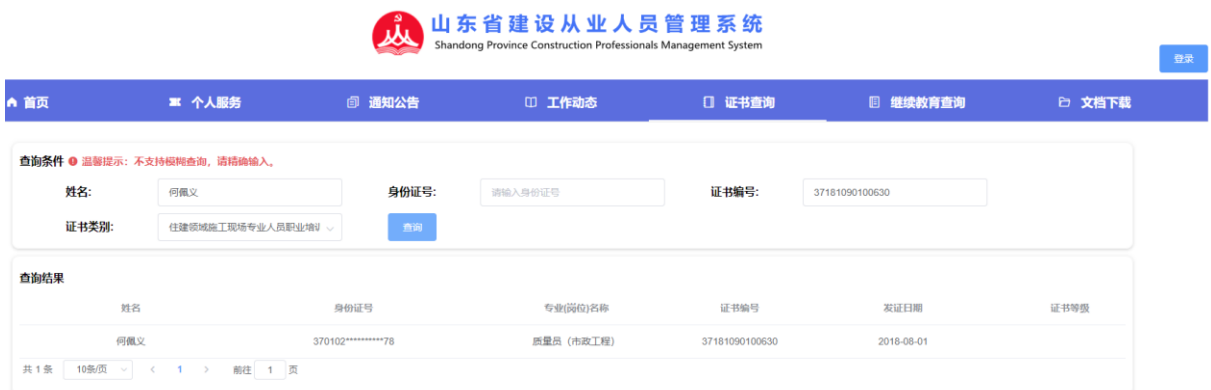 山东省建设从业人员管理系统
Shandong Province Construction Professionals Management System
登录
首页 个人服务 通知公告 工作动态 证书查询 继续教育查询 文档下载
查询条件 温馨提示：不支持模糊查询，请精确输入。
姓名： 何佩义 身份证号： 请输入身份证号 证书编号： 37181090100630
证书类别： 住建领域施工现场专业人员职业培训 查询
查询结果
姓名 身份证号 专业(岗位)名称 证书编号 发证日期 证书等级
何佩义 370102**********78 质量员（市政工程） 37181090100630 2018-08-01
共 1 条 10条/页 1 前往 1 页